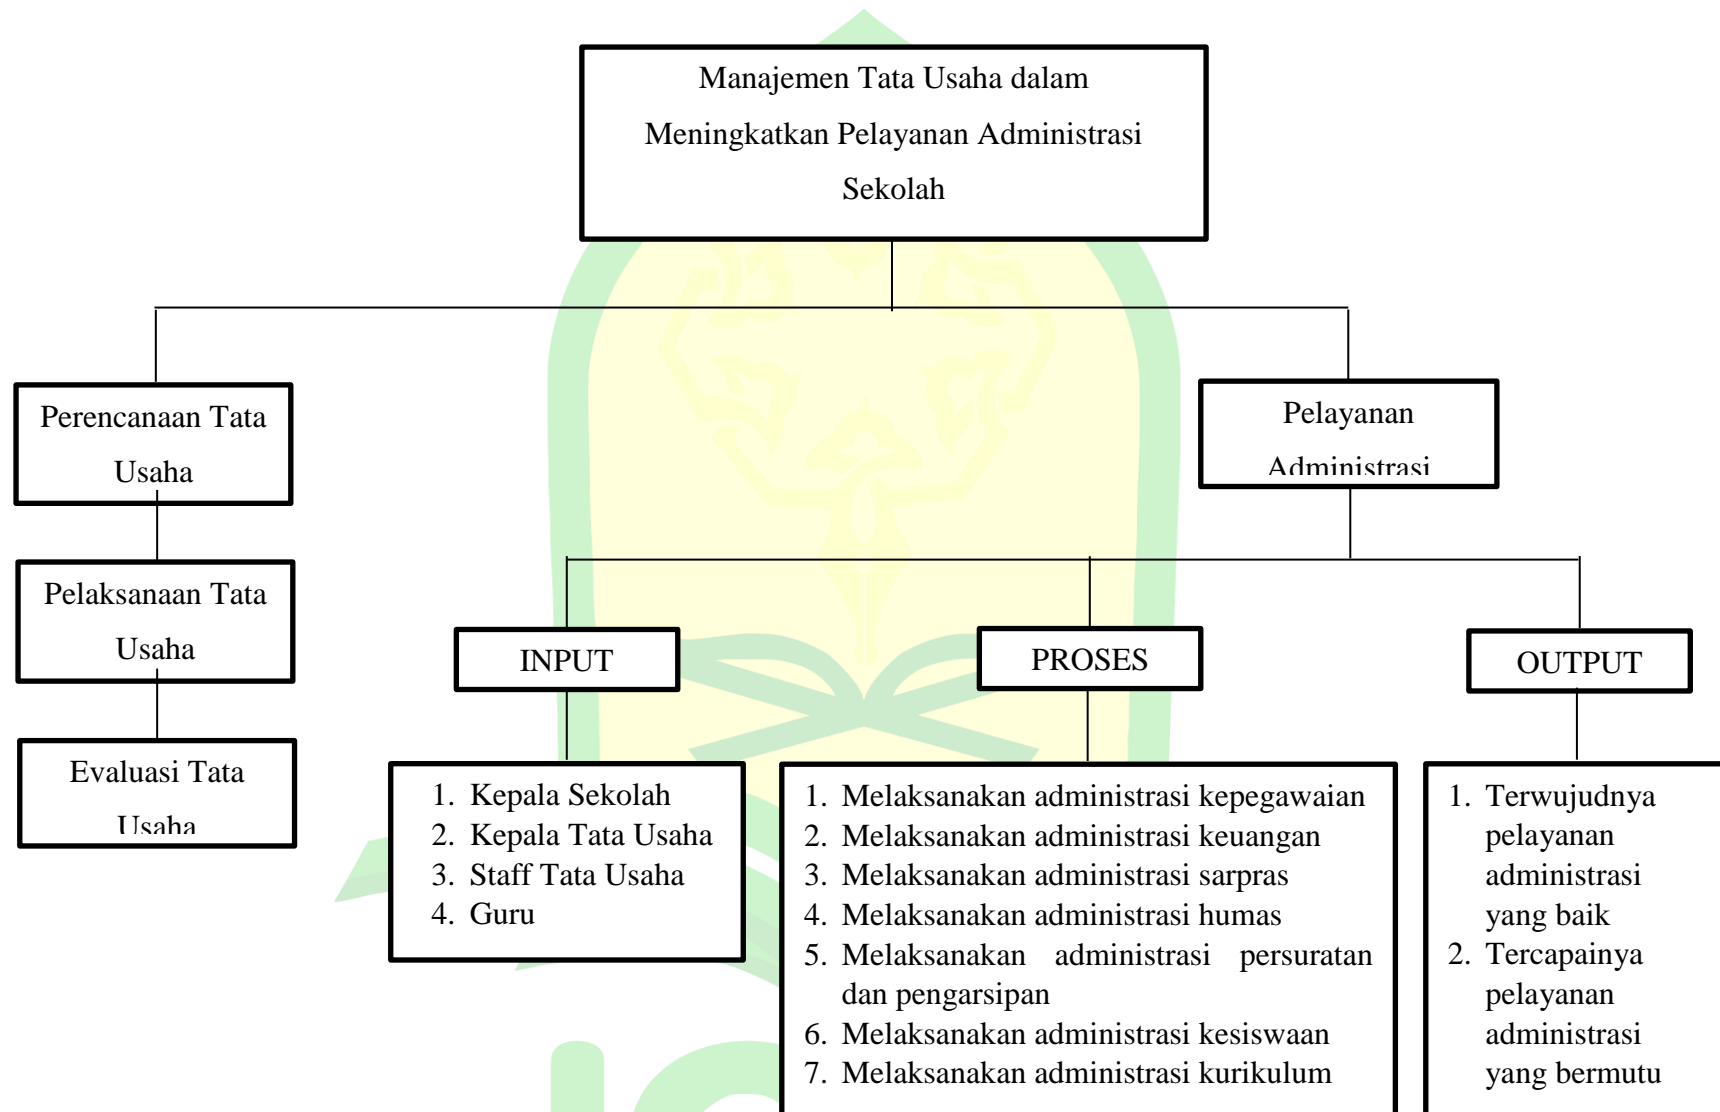 Manajemen Tata Usaha dalam
Meningkatkan Pelayanan Administrasi
Sekolah
Perencanaan Tata
Usaha
Pelayanan
Administrasi
Pelaksanaan Tata
Usaha
INPUT
PROSES
OUTPUT
Evaluasi Tata
Usaha
1. Kepala Sekolah
2. Kepala Tata Usaha
3. Staff Tata Usaha
4. Guru
1. Melaksanakan administrasi kepegawaian
2. Melaksanakan administrasi keuangan
3. Melaksanakan administrasi sarpras
4. Melaksanakan administrasi humas
5. Melaksanakan administrasi persuratan
dan pengarsipan
6. Melaksanakan administrasi kesiswaan
7. Melaksanakan administrasi kurikulum
1. Terwujudnya
pelayanan
administrasi
yang baik
2. Tercapainya
pelayanan
administrasi
yang bermutu